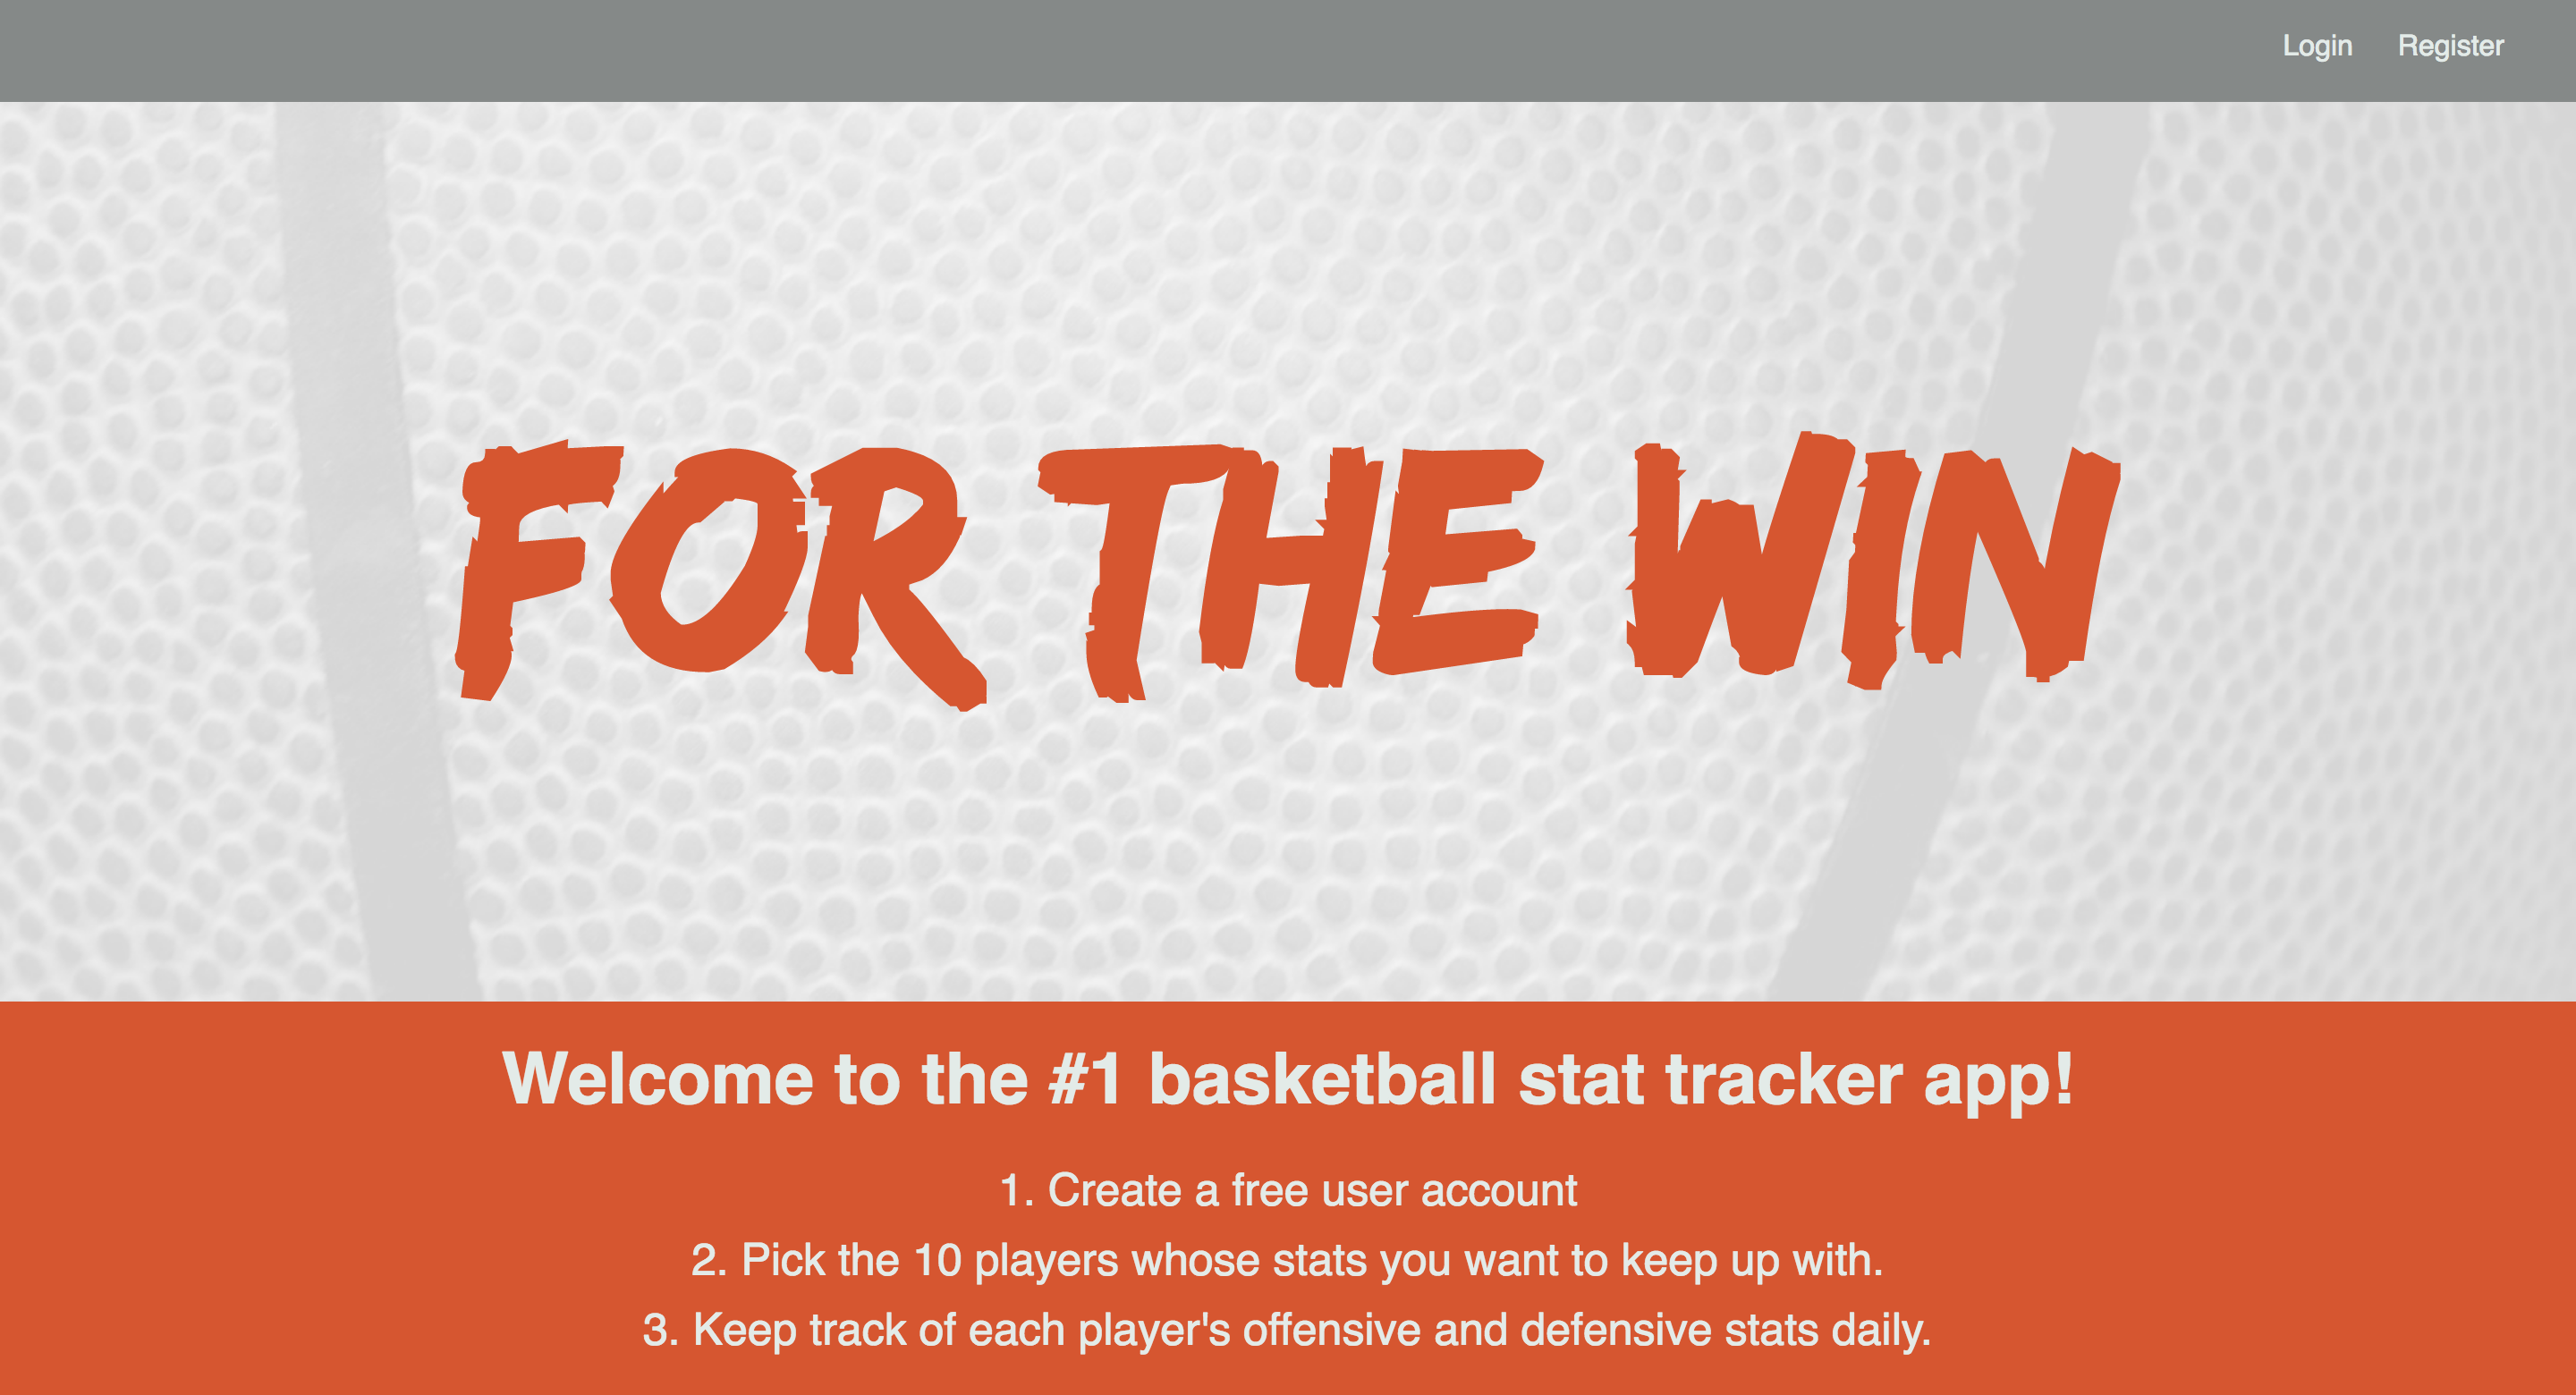 Login Register
FOR THE WIN
Welcome to the #1 basketball stat tracker app!
1. Create a free user account
2. Pick the 10 players whose stats you want to keep up with.
3. Keep track of each player's offensive and defensive stats daily.